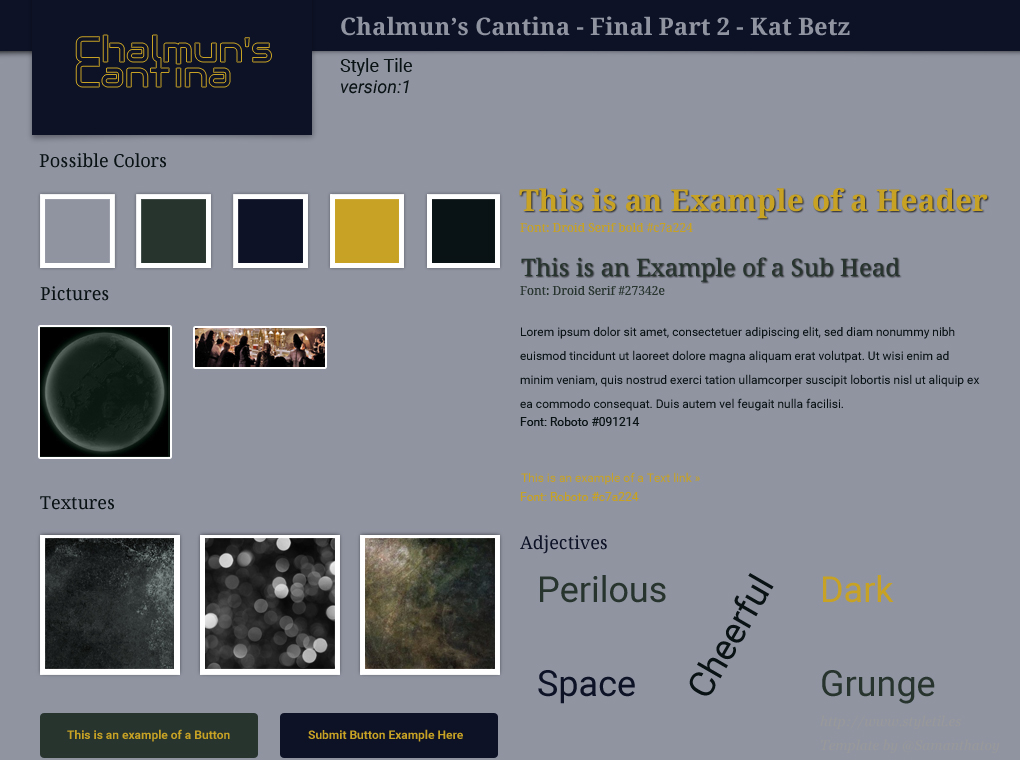 Chalmun's
Cantina
Chalmun’s Cantina - Final Part 2 - Kat Betz
Style Tile
version:1
Possible Colors
Pictures
Textures
This is an example of a Button
Submit Button Example Here
This is an Example of a Header
Font: Droid Serif bold #c7a224
This is an Example of a Sub Head
Font: Droid Serif #27342e
Lorem ipsum dolor sit amet, consectetuer adipiscing elit, sed diam nonummy nibh
euismod tincidunt ut laoreet dolore magna aliquam erat volutpat. Ut wisi enim ad
minim veniam, quis nostrud exerci tation ullamcorper suscipit lobortis nisl ut aliquip ex
ea commodo consequat. Duis autem vel feugait nulla facilisi.
Font: Roboto #091214
This is an example of a Text link »
Font: Roboto #c7a224
Adjectives
Perilous
Cheerful
Dark
Space
Grunge